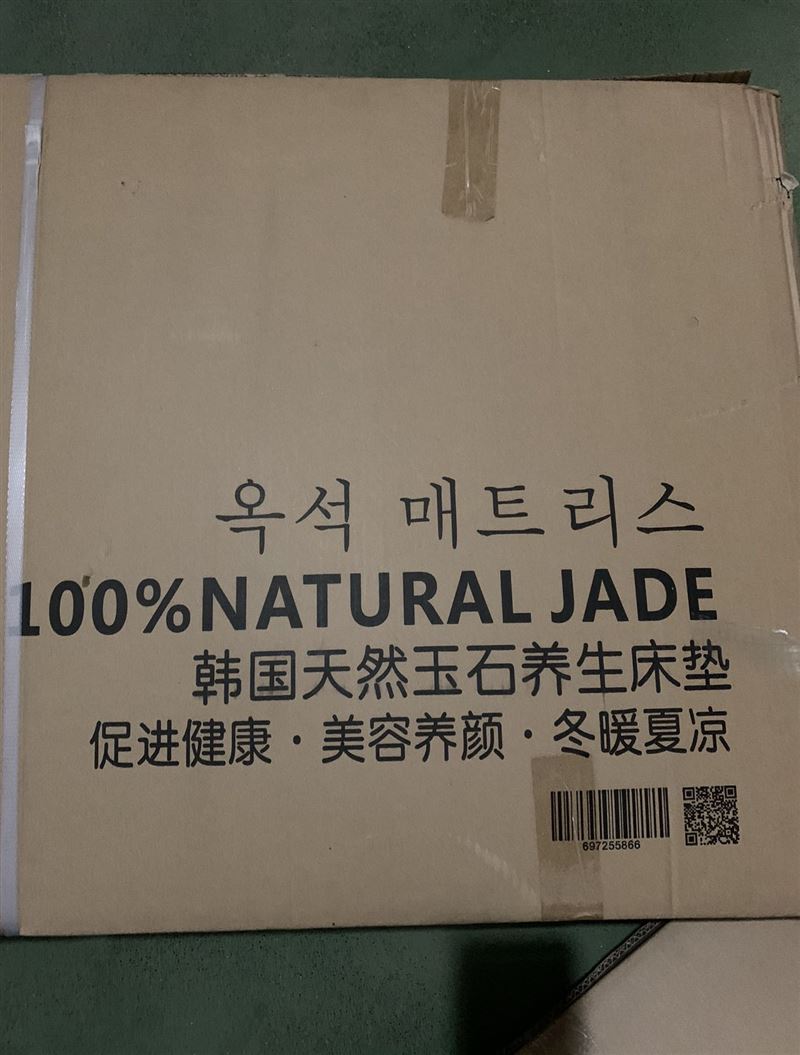 옥석 매트리스
100%NATURAL JADE
韩国天然玉石养生床垫
促进健康·美容养颜·冬暖夏凉
697255866